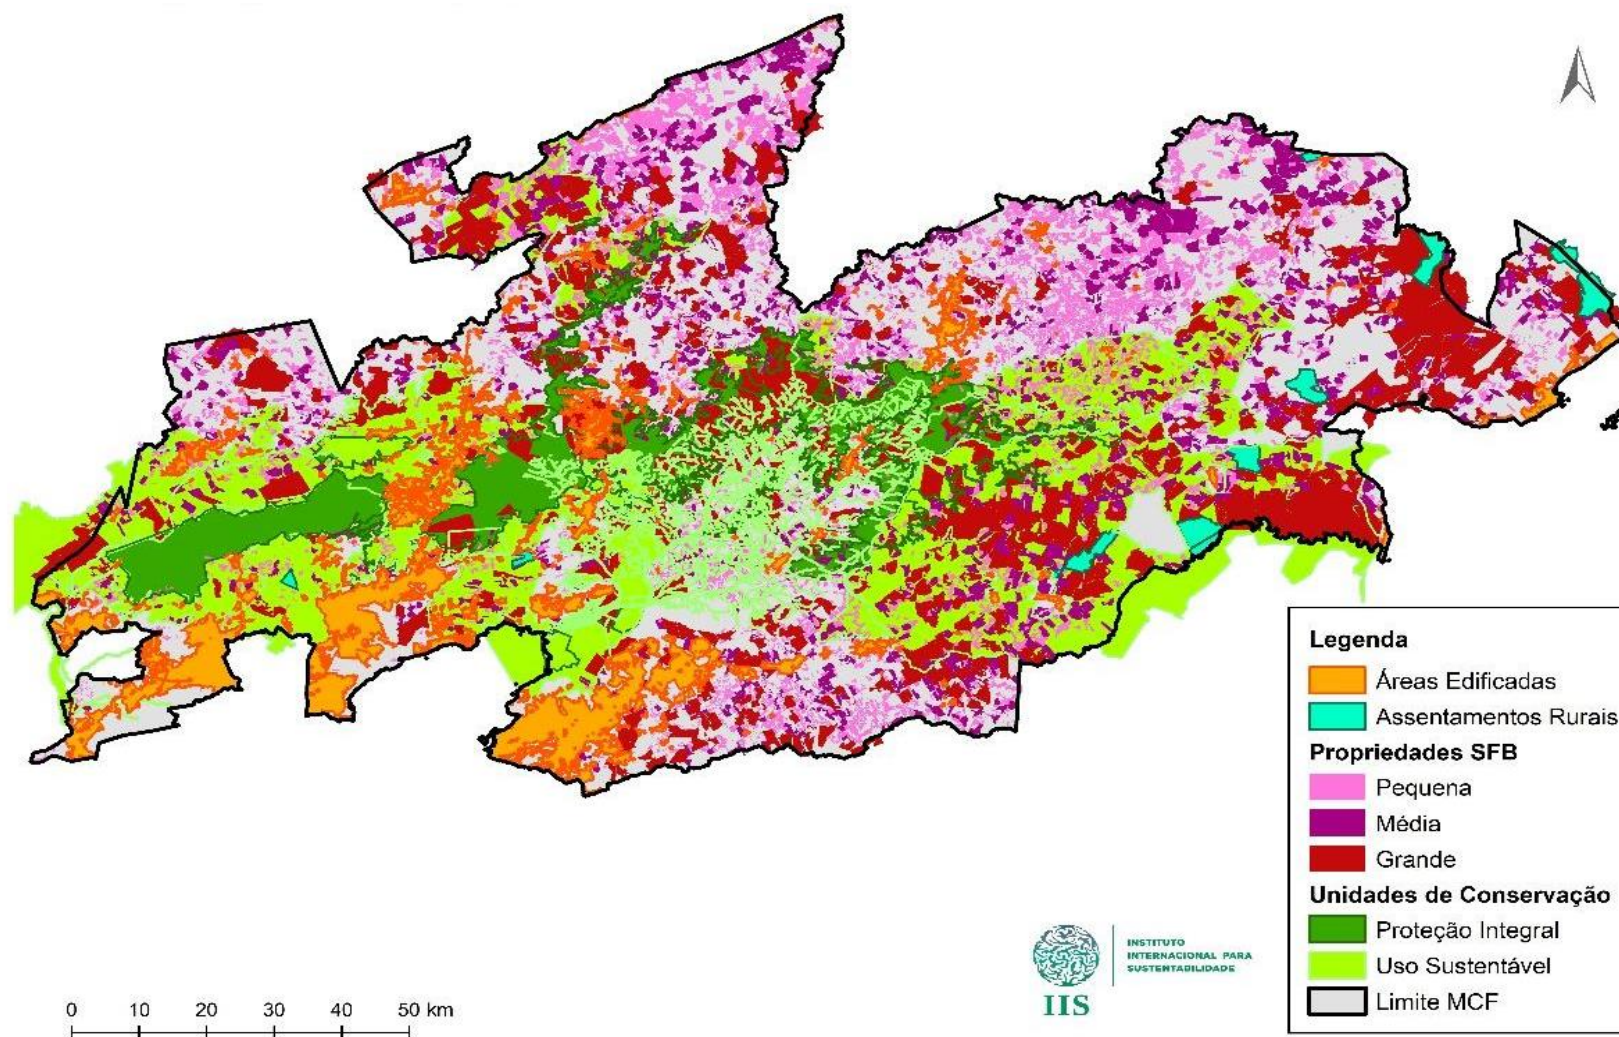 Legenda
Áreas Edificadas
Assentamentos Rurais
Propriedades SFB
Pequena
Média
Grande
Unidades de Conservação
Proteção Integral
Uso Sustentável
Limite MCF
INSTITUTO
INTERNACIONAL PARA
SUSTENTABILIDADE
IIS
0 10 20 30 40 50 km